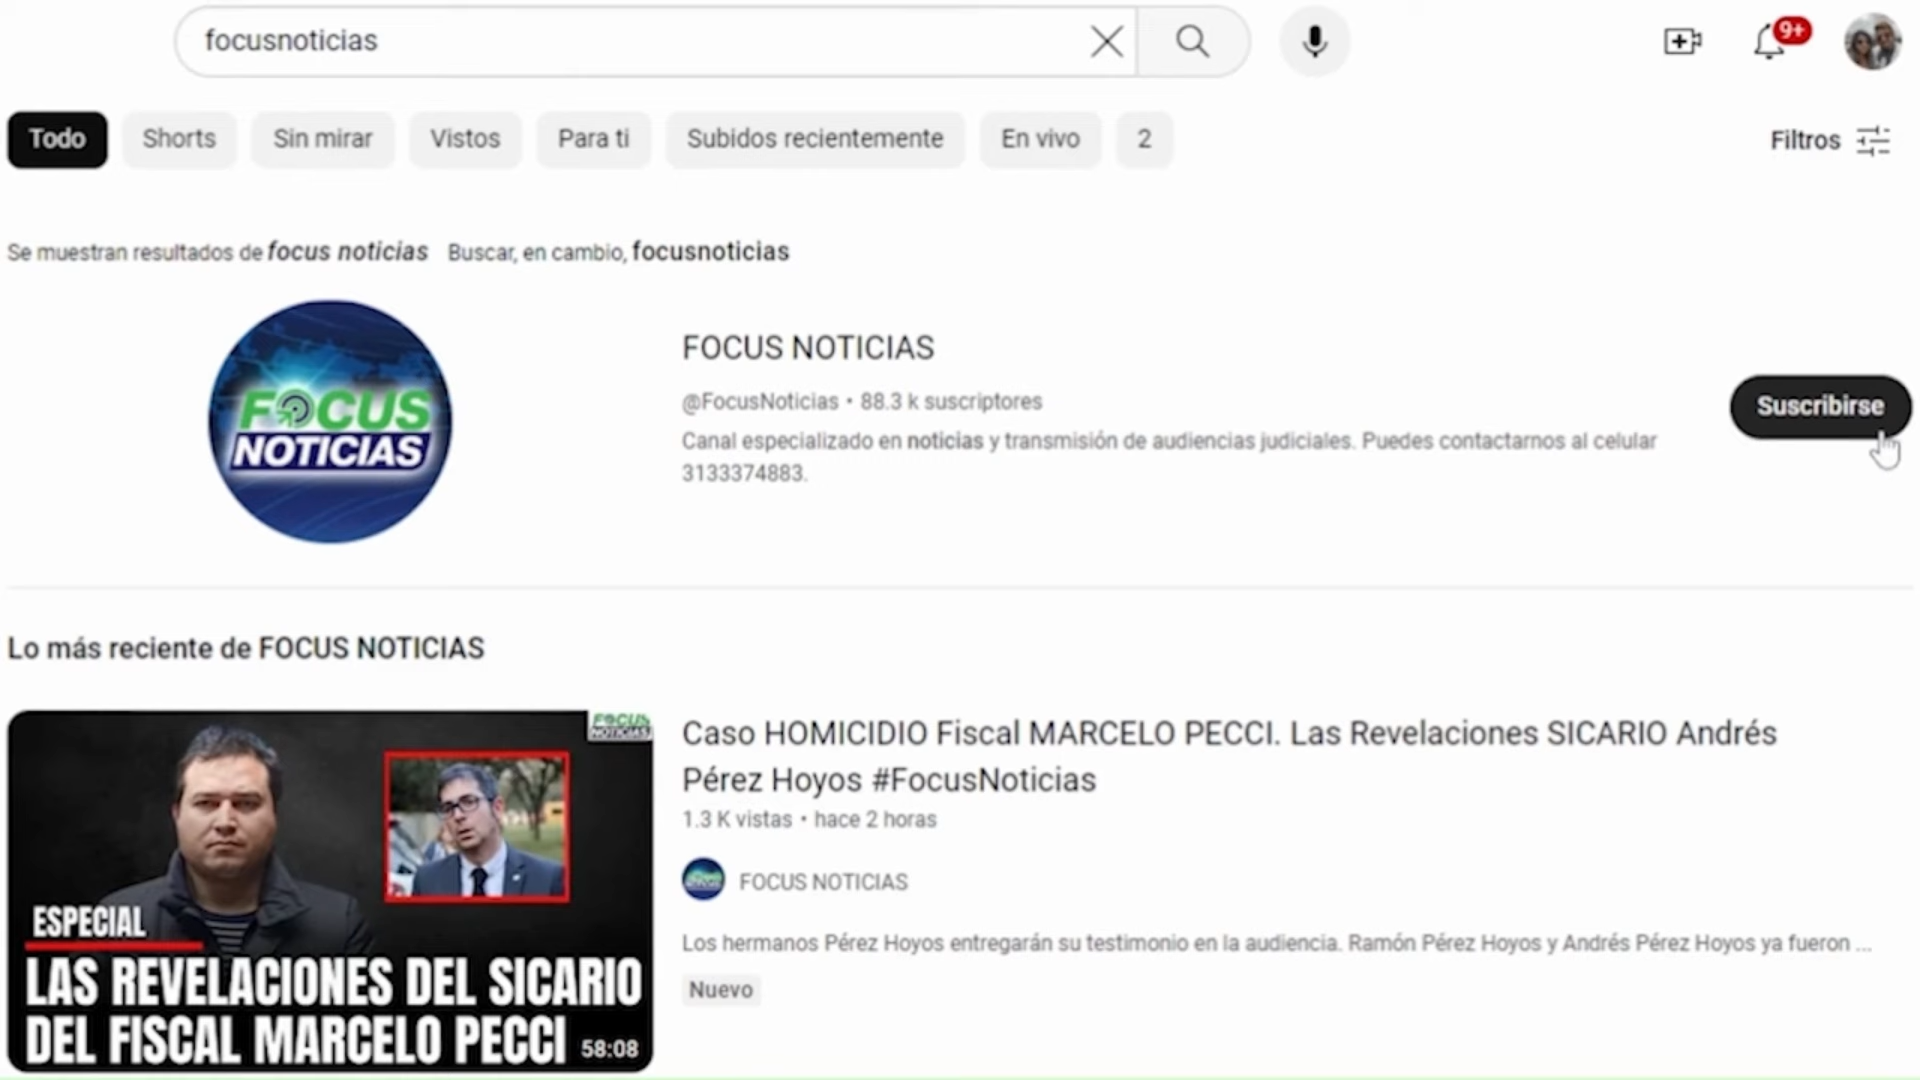 focusnoticias
9+
Todo
Shorts
Sin mirar
Vistos
Para ti
Subidos recientemente
En vivo
2
Filtros
Se muestran resultados de focus noticias Buscar, en cambio, focusnoticias
FOCUS
NOTICIAS
FOCUS NOTICIAS
@FocusNoticias • 88.3 k suscriptores
Canal especializado en noticias y transmisión de audiencias judiciales. Puedes contactarnos al celular
3133374883.
Suscribirse
Lo más reciente de FOCUS NOTICIAS
FOCUS
NOTICIAS
ESPECIAL
LAS REVELACIONES DEL SICARIO
DEL FISCAL MARCELO PECCI
58:08
Caso HOMICIDIO Fiscal MARCELO PECCI. Las Revelaciones SICARIO Andrés
Pérez Hoyos #FocusNoticias
1.3 K vistas • hace 2 horas
FOCUS NOTICIAS
Los hermanos Pérez Hoyos entregarán su testimonio en la audiencia. Ramón Pérez Hoyos y Andrés Pérez Hoyos ya fueron ...
Nuevo